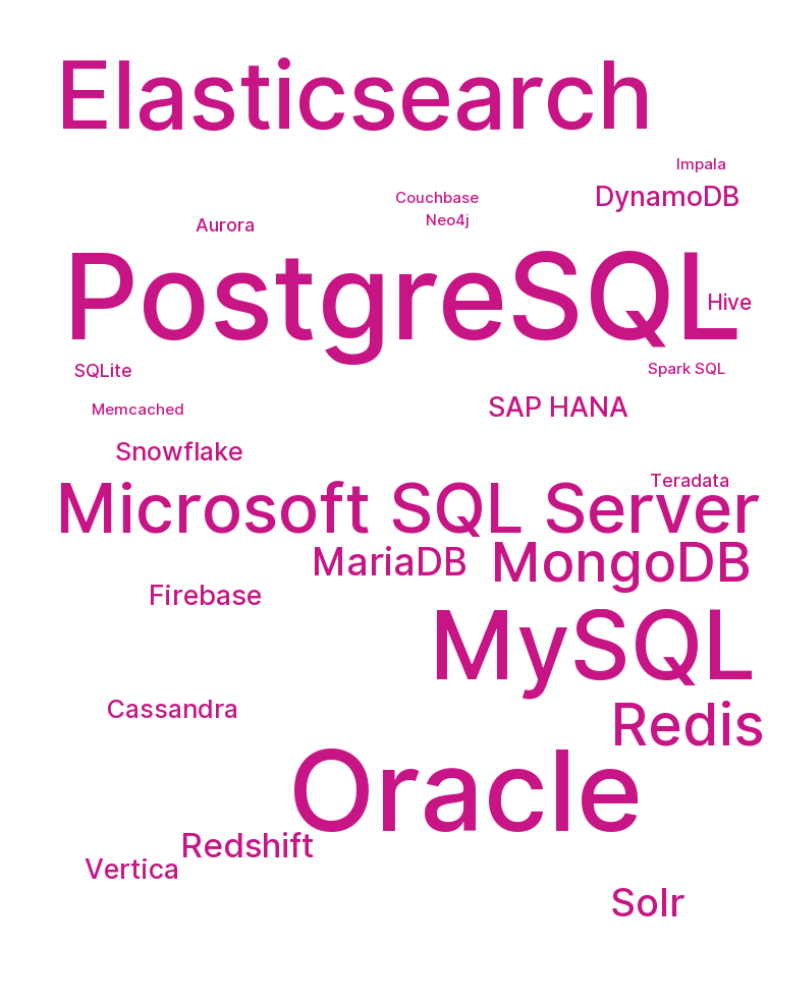 Elasticsearch
Impala
DynamoDB
Couchbase
Neo4j
Aurora
PostgreSQL
Hive
SQLite
Spark SQL
Memcached
SAP HANA
Snowflake
Teradata
Microsoft SQL Server
MariaDB
MongoDB
Firebase
MySQL
Cassandra
Redis
Oracle
Redshift
Vertica
Solr